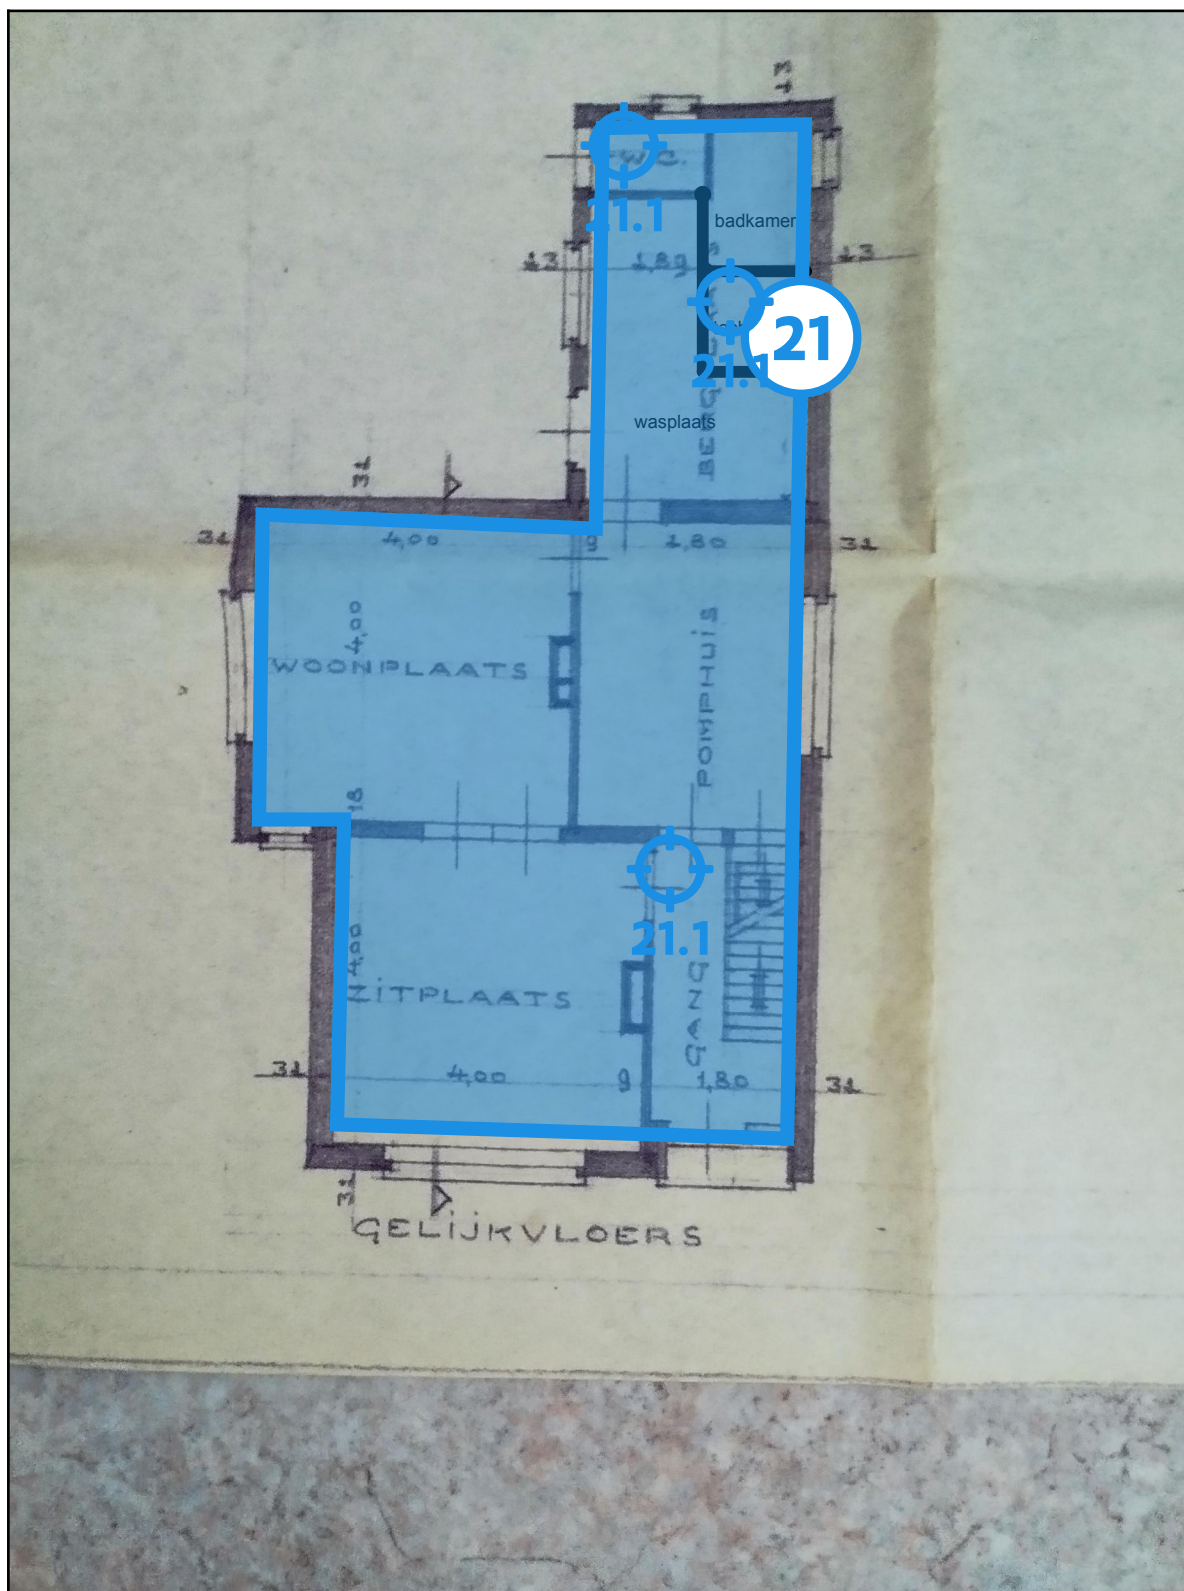 13
W.C.
21.1
badkamer
13
1,89
13
21
21.1
BERG
wasplaats
31
31
4,00
9
1,80
31
4,00
WOONPLAATS
POMPHUIS
18
21.1
4,00
ZITPLAATS
GANG
31
4,00
9
1,80
31
31
GELIJKVLOERS